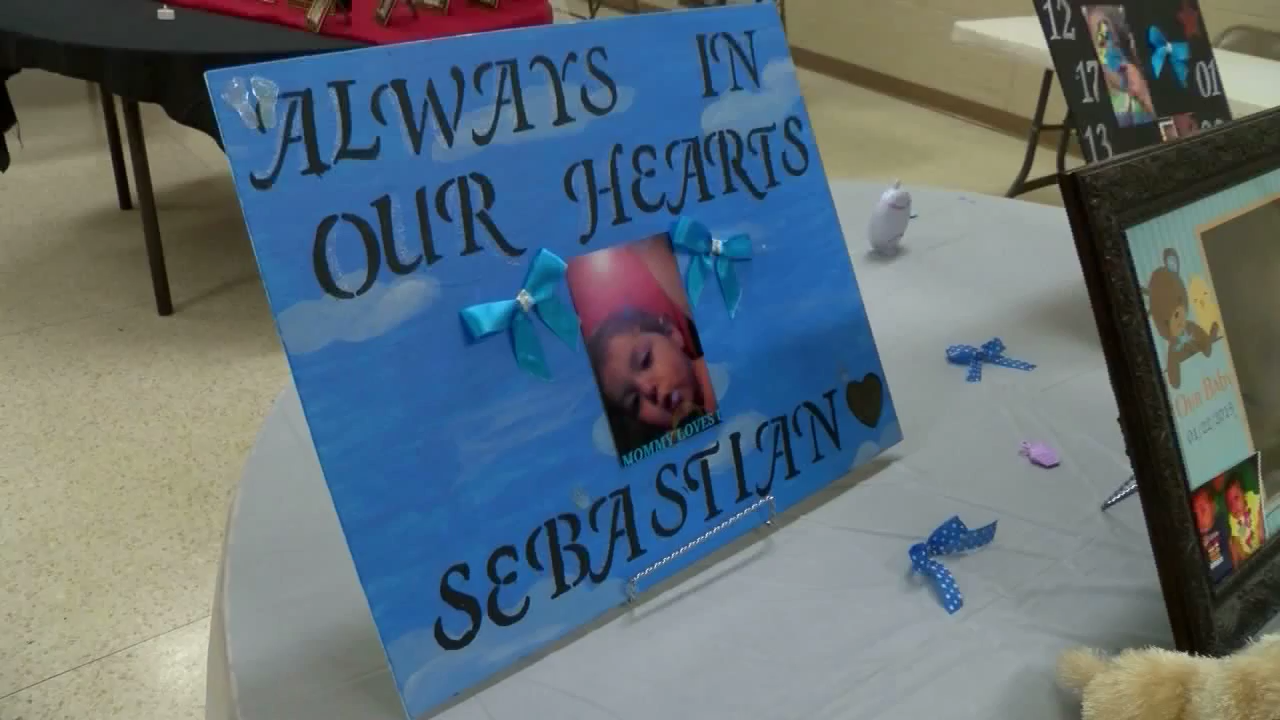 ALWAYS IN
OUR HEARTS
MOMMY LOVES
SEBASTIAN
12
17
01
13
Our Baby